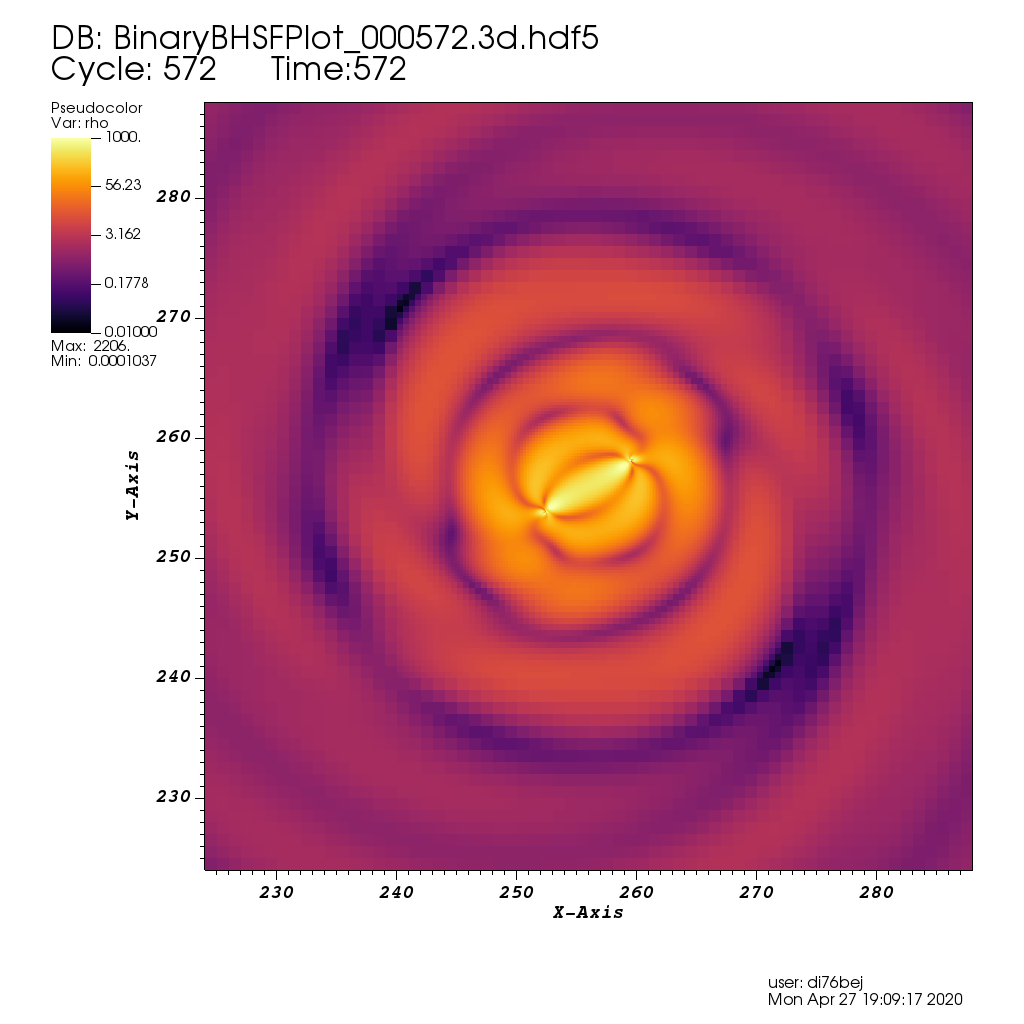 DB: BinaryBHSFPlot_000572.3d.hdf5
Cycle: 572 Time:572
Pseudocolor
Var: rho
1000.
56.23
3.162
0.1778
0.01000
Max: 2206.
Min: 0.0001037
280
270
260
250
240
230
Y-Axis
230 240 250 260 270 280
X-Axis
user: di76bej
Mon Apr 27 19:09:17 2020